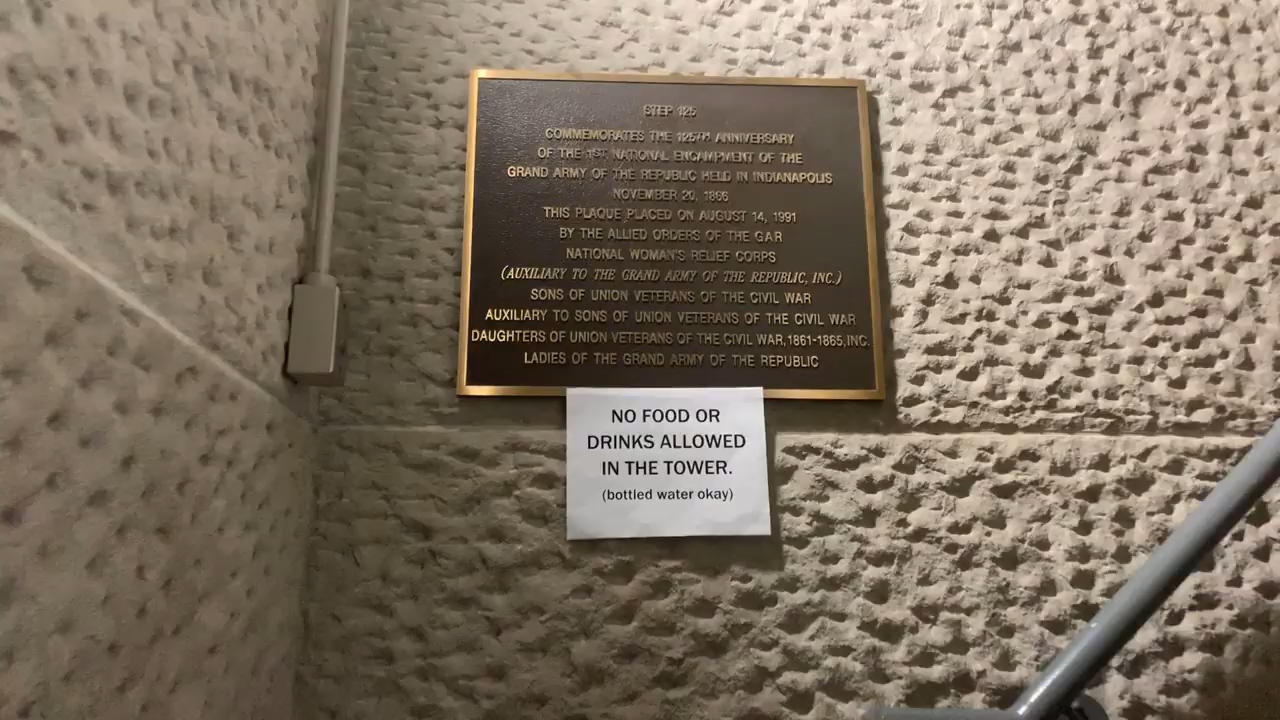 STEP 125
COMMEMORATES THE 125TH ANNIVERSARY
OF THE 1ST NATIONAL ENCAMPMENT OF THE
GRAND ARMY OF THE REPUBLIC HELD IN INDIANAPOLIS
NOVEMBER 20, 1866
THIS PLAQUE PLACED ON AUGUST 14, 1991
BY THE ALLIED ORDERS OF THE GAR
NATIONAL WOMAN'S RELIEF CORPS
(AUXILIARY TO THE GRAND ARMY OF THE REPUBLIC, INC.)
SONS OF UNION VETERANS OF THE CIVIL WAR
AUXILIARY TO SONS OF UNION VETERANS OF THE CIVIL WAR
DAUGHTERS OF UNION VETERANS OF THE CIVIL WAR,1861-1865,INC.
LADIES OF THE GRAND ARMY OF THE REPUBLIC
NO FOOD OR
DRINKS ALLOWED
IN THE TOWER.
(bottled water okay)